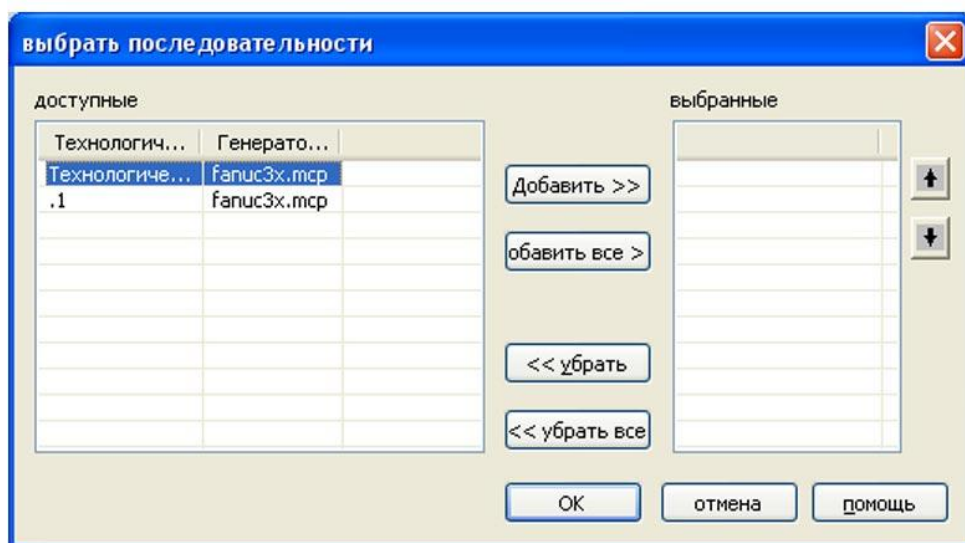 выбрать последовательности
доступные
выбранные
Технологич... Генерато...
Технологиче... fanuc3x.mcp
.1 fanuc3x.mcp
Добавить >>
обавить все >
<< убрать
<< убрать все
OK отмена помощь